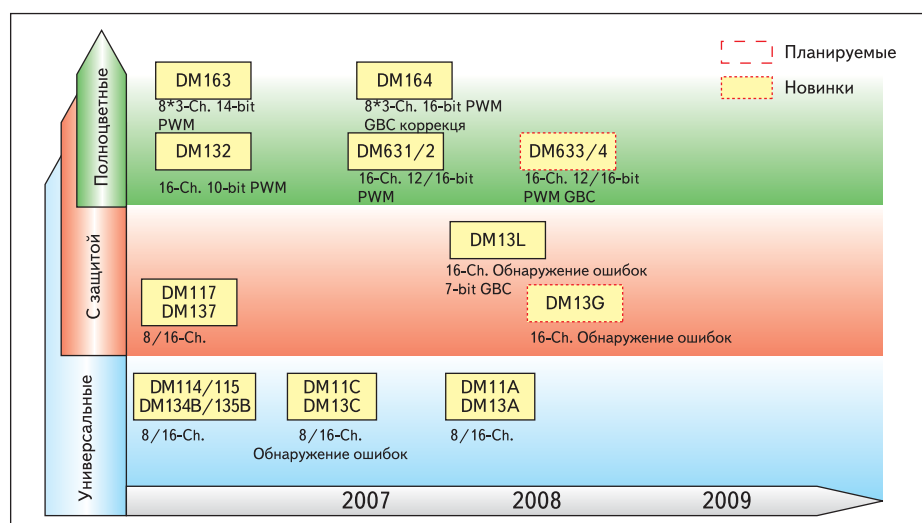 Планируемые
Новинки
Полноцветные
DM163
8*3-Ch. 14-bit
PWM
DM164
8*3-Ch. 16-bit PWM
GBC коррекця
DM132
16-Ch. 10-bit PWM
DM631/2
16-Ch. 12/16-bit
PWM
DM633/4
16-Ch. 12/16-bit
PWM GBC
С защитой
DM13L
16-Ch. Обнаружение ошибок
7-bit GBC
DM117
DM137
8/16-Ch.
DM13G
16-Ch. Обнаружение ошибок
Универсальные
DM114/115
DM134B/135B
8/16-Ch.
DM11C
DM13C
8/16-Ch.
Обнаружение ошибок
DM11A
DM13A
8/16-Ch.
2007
2008
2009